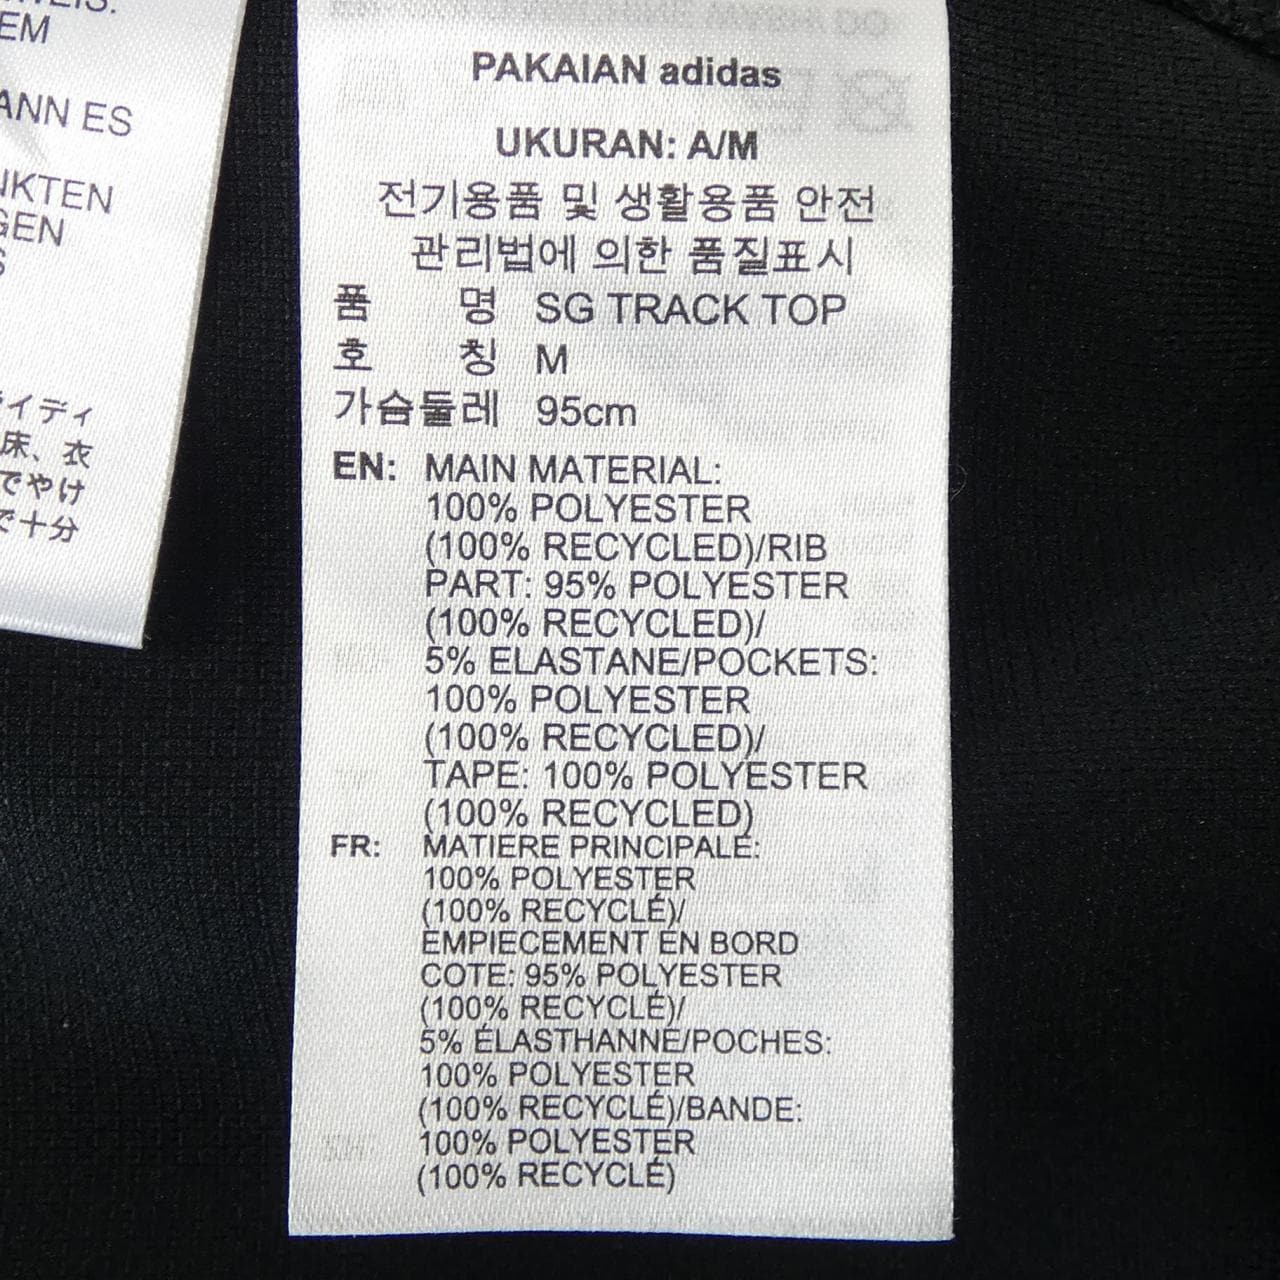 EM
ANN ES
NKTEN
GEN
S
ライディ
床、衣
でやけ
で十分
PAKAIAN adidas
UKURAN: A/M
전기용품 및 생활용품 안전
관리법에 의한 품질표시
품 명 SG TRACK TOP
호 칭 M
가슴둘레 95cm
EN: MAIN MATERIAL:
100% POLYESTER
(100% RECYCLED)/RIB
PART: 95% POLYESTER
(100% RECYCLED)/
5% ELASTANE/POCKETS:
100% POLYESTER
(100% RECYCLED)/
TAPE: 100% POLYESTER
(100% RECYCLED)
FR: MATIERE PRINCIPALE:
100% POLYESTER
(100% RECYCLÉ)/
EMPIECEMENT EN BORD
COTE: 95% POLYESTER
(100% RECYCLÉ)/
5% ÉLASTHANNE/POCHES:
100% POLYESTER
(100% RECYCLÉ)/BANDE:
100% POLYESTER
(100% RECYCLÉ)